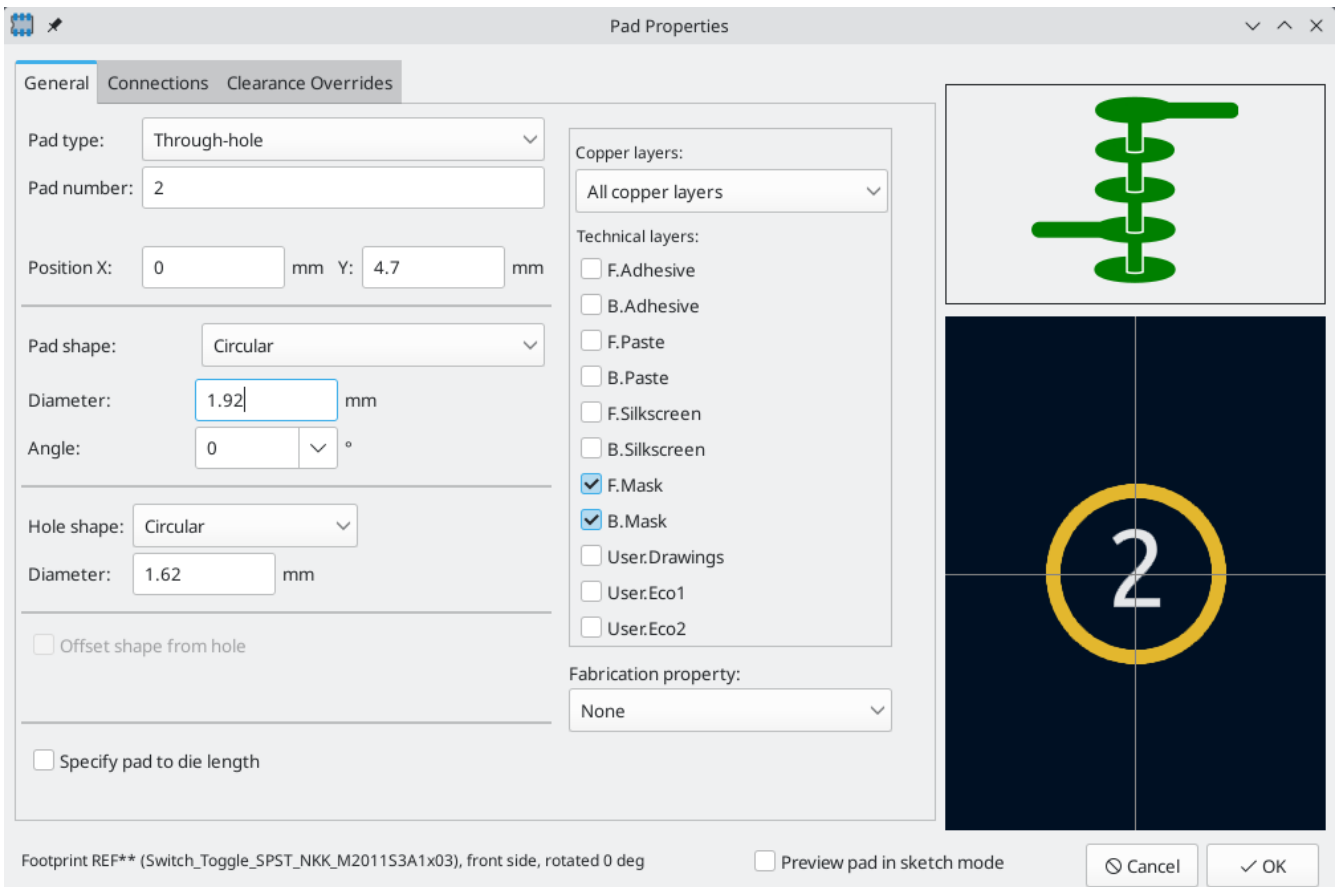 Pad Properties
General Connections Clearance Overrides
Pad type: Through-hole
Pad number: 2
Position X: 0 mm Y: 4.7 mm
Pad shape: Circular
Diameter: 1.92 mm
Angle: 0 °
Hole shape: Circular
Diameter: 1.62 mm
Offset shape from hole
Specify pad to die length
Copper layers:
All copper layers
Technical layers:
F.Adhesive
B.Adhesive
F.Paste
B.Paste
F.Silkscreen
B.Silkscreen
F.Mask
B.Mask
User.Drawings
User.Eco1
User.Eco2
Fabrication property:
None
2
Footprint REF** (Switch_Toggle_SPST_NKK_M2011S3A1x03), front side, rotated 0 deg
Preview pad in sketch mode
Cancel
OK